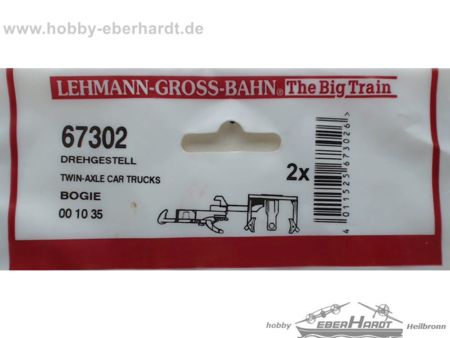 www.hobby-eberhardt.de
LEHMANN-GROSS-BAHN® The Big Train
67302
DREHGESTELL
TWIN-AXLE CAR TRUCKS
BOGIE
00 10 35
2x
4 011525 673026
hobby EBERHARDT Heilbronn